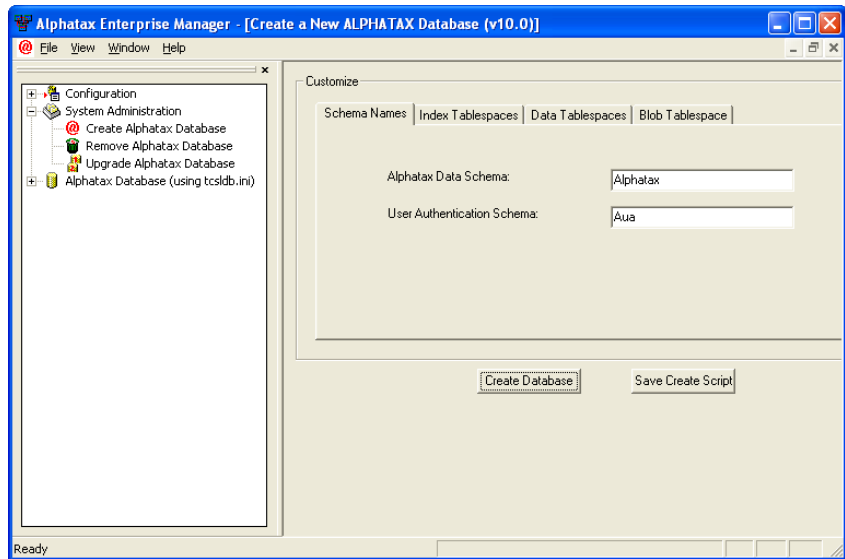 Alphatax Enterprise Manager - [Create a New ALPHATAX Database (v10.0)]
File View Window Help
Configuration
System Administration
Create Alphatax Database
Remove Alphatax Database
Upgrade Alphatax Database
Alphatax Database (using tcsldb.ini)
Customize
Schema Names Index Tablespaces Data Tablespaces Blob Tablespace
Alphatax Data Schema: Alphatax
User Authentication Schema: Aua
Create Database Save Create Script
Ready